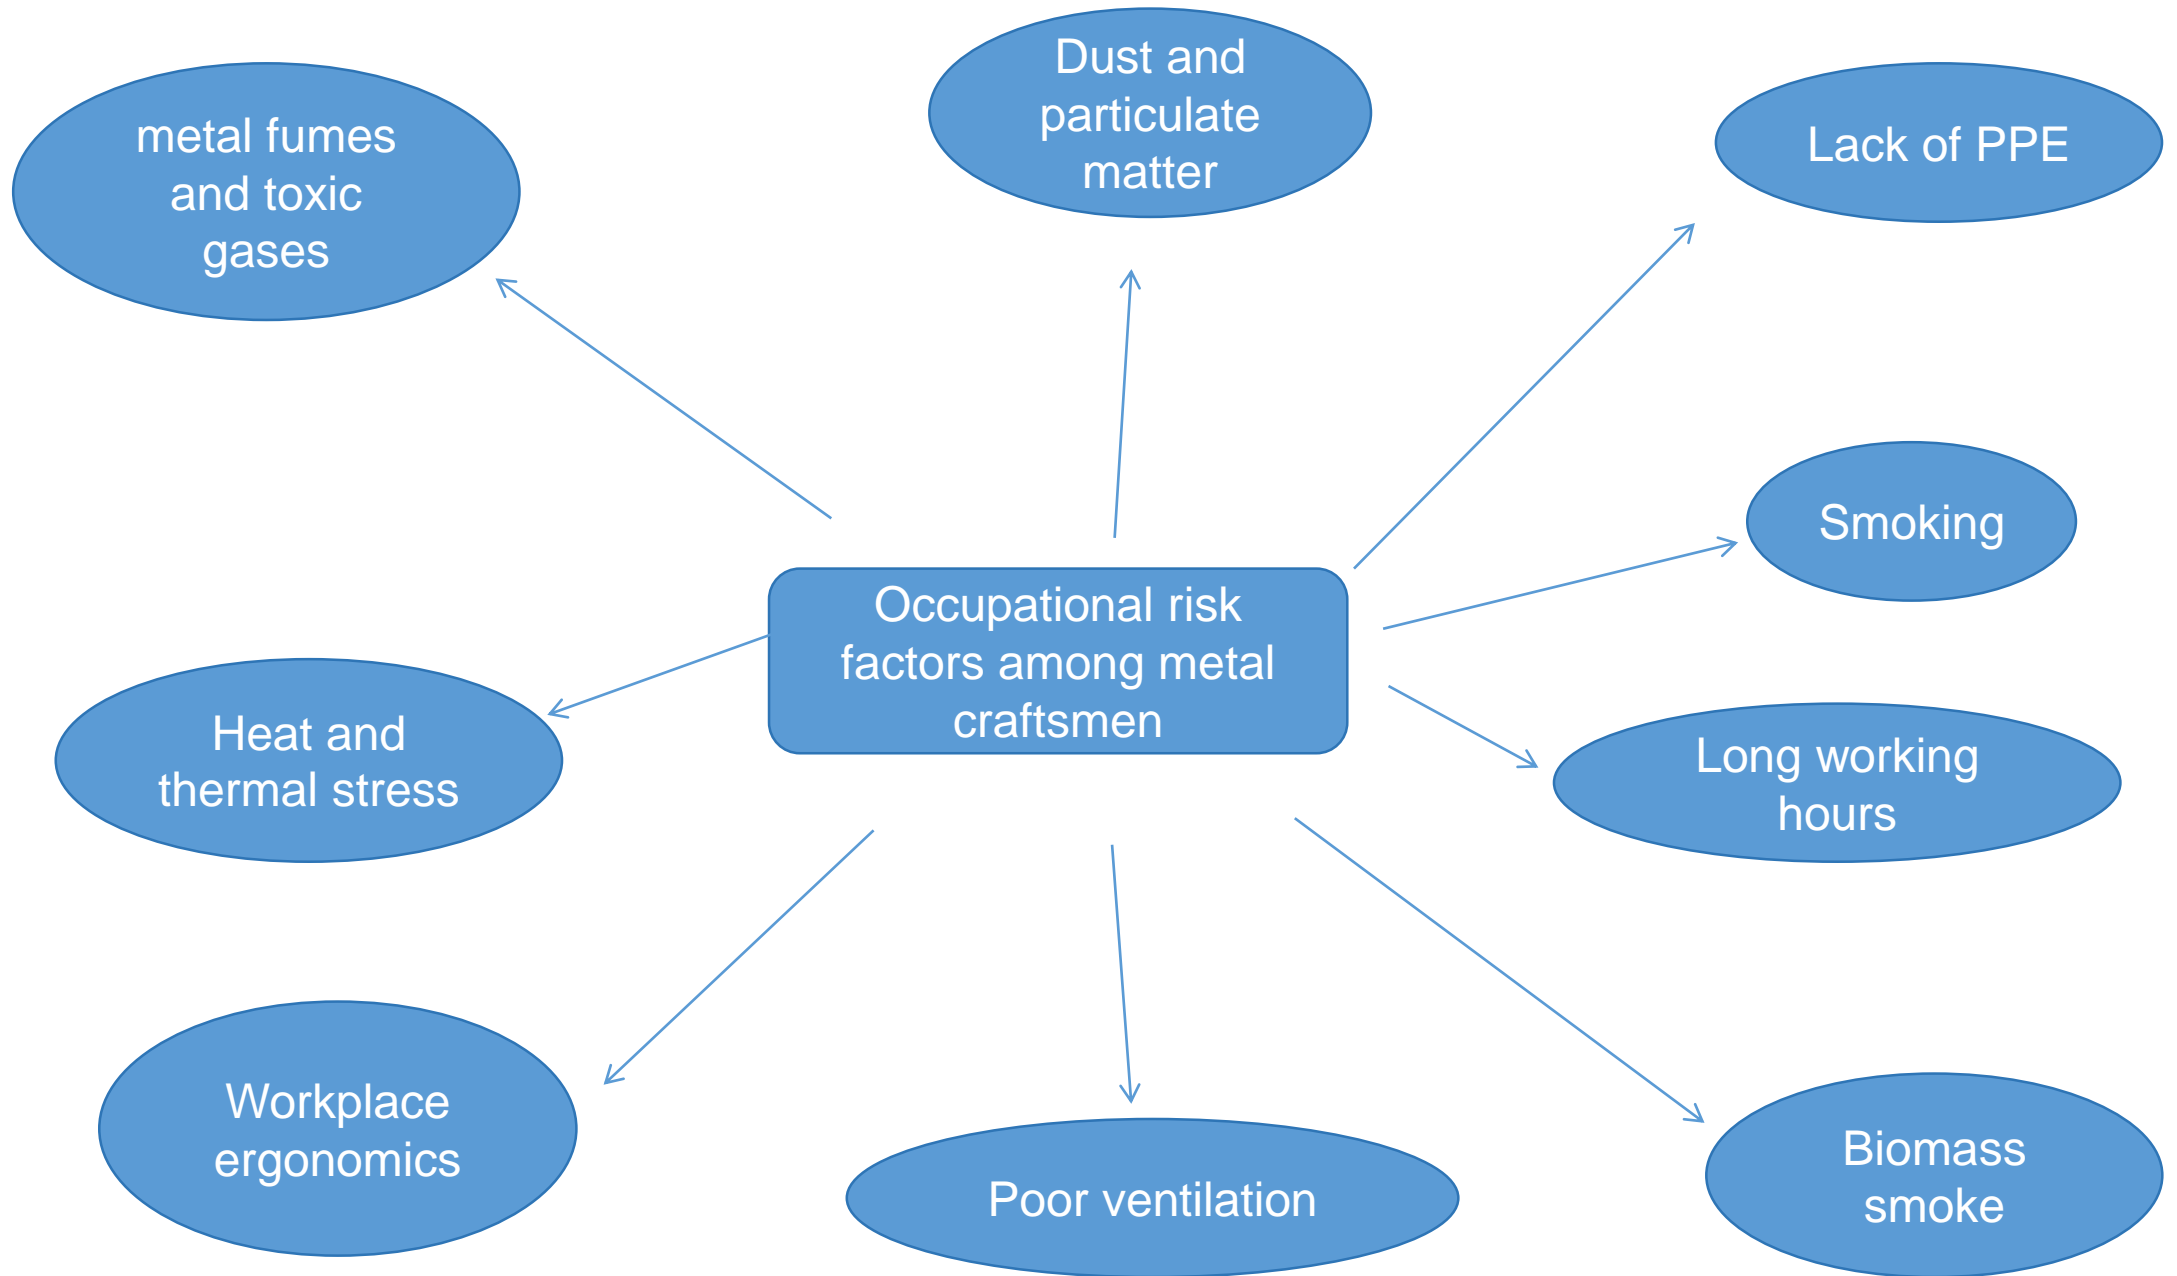 metal fumes
and toxic
gases
Dust and
particulate
matter
Lack of PPE
Smoking
Occupational risk
factors among metal
craftsmen
Heat and
thermal stress
Long working
hours
Workplace
ergonomics
Poor ventilation
Biomass
smoke